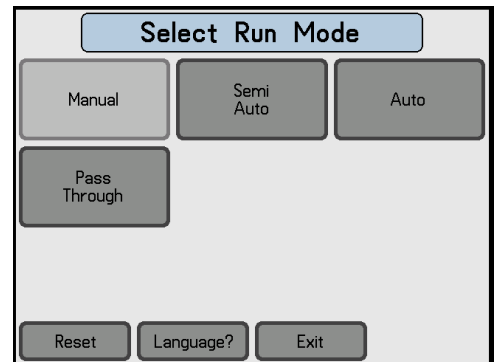 Select Run Mode
Manual
Semi
Auto
Auto
Pass
Through
Reset
Language?
Exit